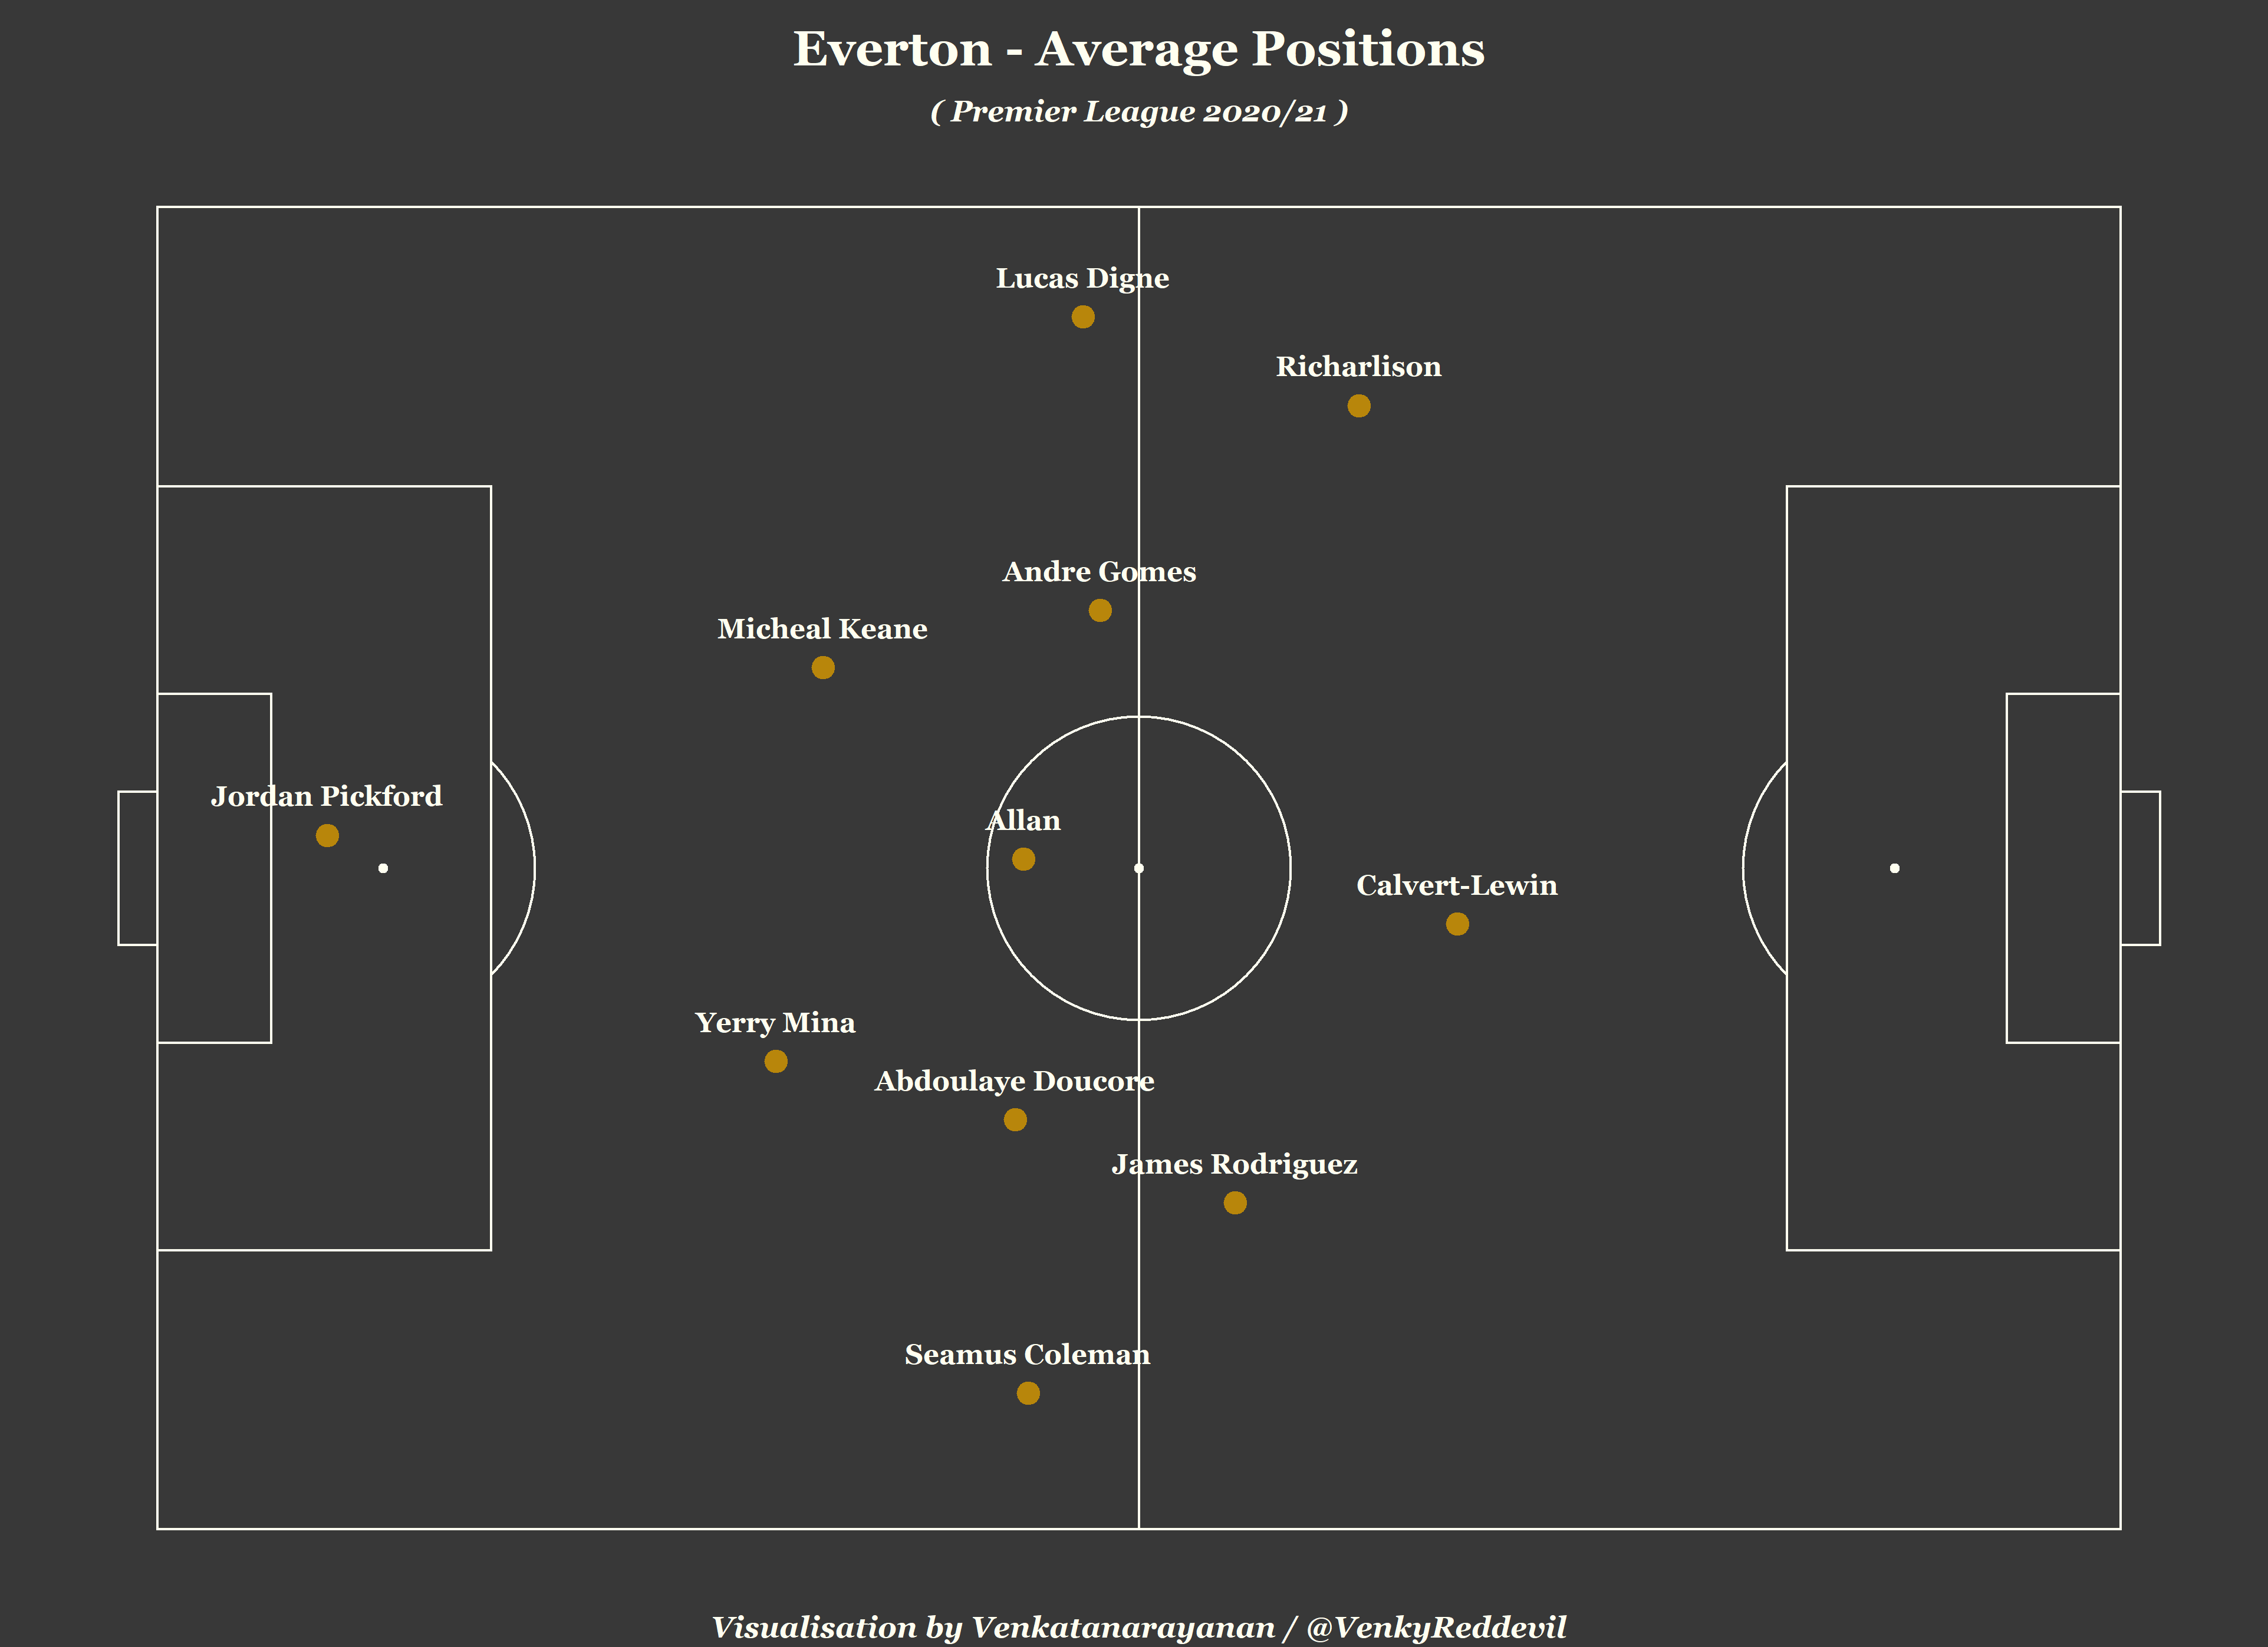 Everton - Average Positions
( Premier League 2020/21 )
Lucas Digne
Richarlison
Andre Gomes
Micheal Keane
Jordan Pickford
Allan
Calvert-Lewin
Yerry Mina
Abdoulaye Doucore
James Rodriguez
Seamus Coleman
Visualisation by Venkatanarayanan / @VenkyReddevil